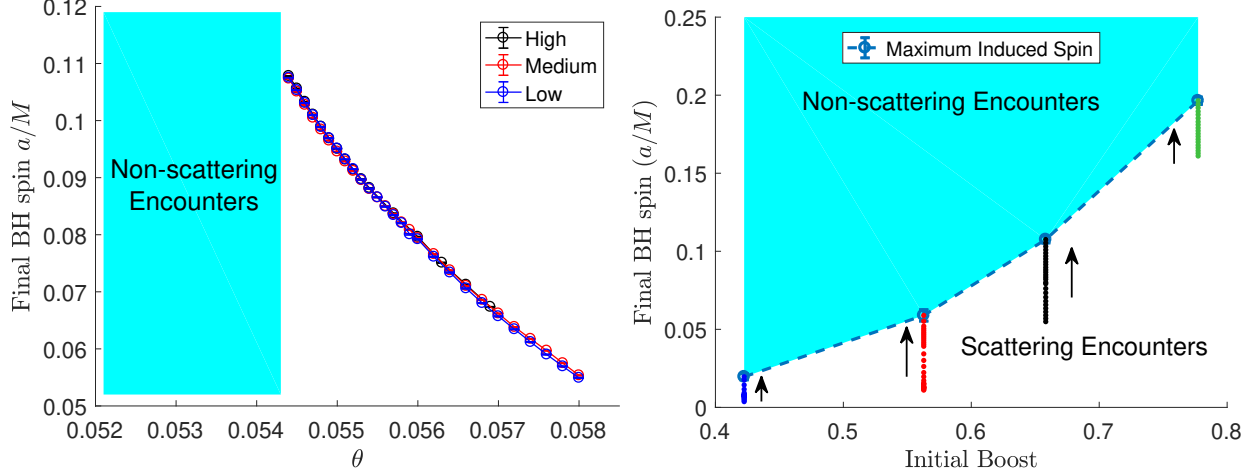 0.12
0.11
0.1
0.09
0.08
0.07
0.06
0.05
Final BH spin a/M
Non-scattering
Encounters
High
Medium
Low
0.052
0.053
0.054
0.055
0.056
0.057
0.058
θ
0.25
0.2
0.15
0.1
0.05
0
Final BH spin (a/M)
Maximum Induced Spin
Non-scattering Encounters
Scattering Encounters
0.4
0.5
0.6
0.7
0.8
Initial Boost